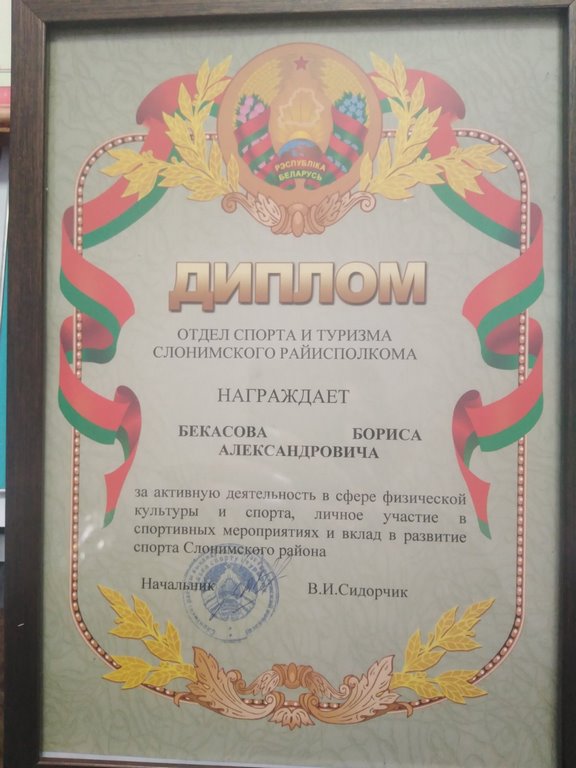 РЭСПУБЛІКА
БЕЛАРУСЬ
ДИПЛОМ
ОТДЕЛ СПОРТА И ТУРИЗМА
СЛОНИМСКОГО РАЙИСПОЛКОМА
НАГРАЖДАЕТ
БЕКАСОВА БОРИСА
АЛЕКСАНДРОВИЧА
за активную деятельность в сфере физической
культуры и спорта, личное участие в
спортивных мероприятиях и вклад в развитие
спорта Слонимского района
Начальник В.И.Сидорчик